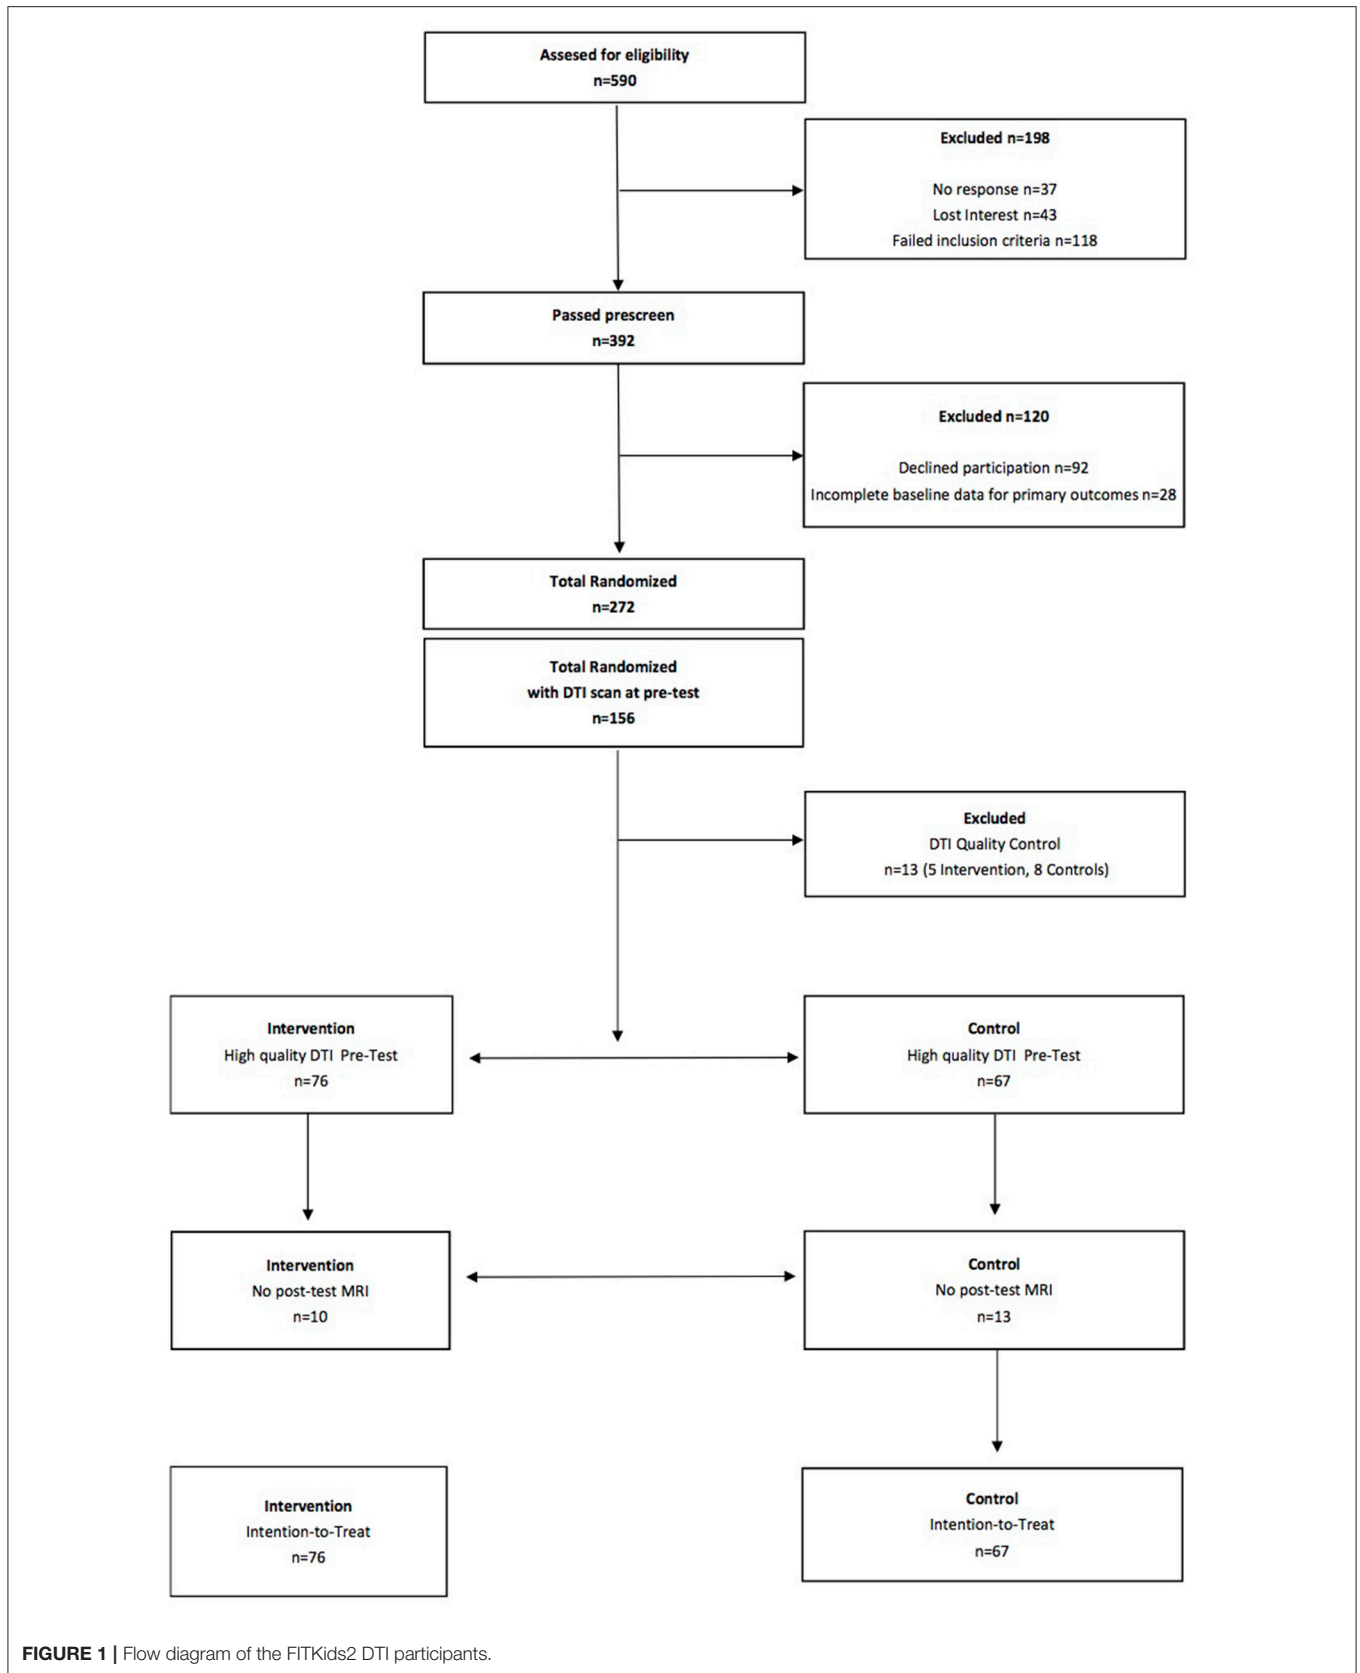 Assesed for eligibility
n=590
Excluded n=198
No response n=37
Lost Interest n=43
Failed inclusion criteria n=118
Passed prescreen
n=392
Excluded n=120
Declined participation n=92
Incomplete baseline data for primary outcomes n=28
Total Randomized
n=272
Total Randomized
with DTI scan at pre-test
n=156
Excluded
DTI Quality Control
n=13 (5 Intervention, 8 Controls)
Intervention
High quality DTI Pre-Test
n=76
Control
High quality DTI Pre-Test
n=67
Intervention
No post-test MRI
n=10
Control
No post-test MRI
n=13
Intervention
Intention-to-Treat
n=76
Control
Intention-to-Treat
n=67
FIGURE 1 | Flow diagram of the FITKids2 DTI participants.